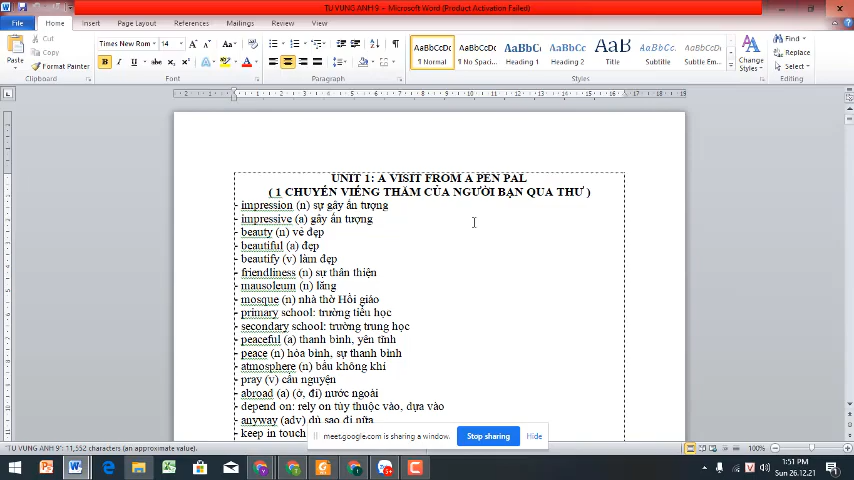 TU VUNG ANH 9 - Microsoft Word (Product Activation Failed)
File Home Insert Page Layout References Mailings Review View
Paste
Cut
Copy
Format Painter
Clipboard
Times New Rom 14
Font
Paragraph
AaBbCcDc AaBbCcDc AaBbCc AaBbCc AaB AaBbCc. AaBbCcDc
¶ Normal ¶ No Spaci... Heading 1 Heading 2 Title Subtitle Subtle Em...
Styles
Change Styles
Find
Replace
Select
Editing
UNIT 1: A VISIT FROM A PEN PAL
( 1 CHUYẾN VIẾNG THĂM CỦA NGƯỜI BẠN QUA THƯ )
- impression (n) sự gây ấn tượng
- impressive (a) gây ấn tượng
- beauty (n) vẻ đẹp
- beautiful (a) đẹp
- beautify (v) làm đẹp
- friendliness (n) sự thân thiện
- mausoleum (n) lăng
- mosque (n) nhà thờ Hồi giáo
- primary school: trường tiểu học
- secondary school: trường trung học
- peaceful (a) thanh bình, yên tĩnh
- peace (n) hòa bình, sự thanh bình
- atmosphere (n) bầu không khí
- pray (v) cầu nguyện
- abroad (a) (ở, đi) nước ngoài
- depend on: rely on tùy thuộc vào, dựa vào
- anyway (adv) dù sao đi nữa
- keep in touch
meet.google.com is sharing a window. Stop sharing Hide
"TU VUNG ANH 9": 11,552 characters (an approximate value). 100%
1:51 PM
Sun 26.12.21